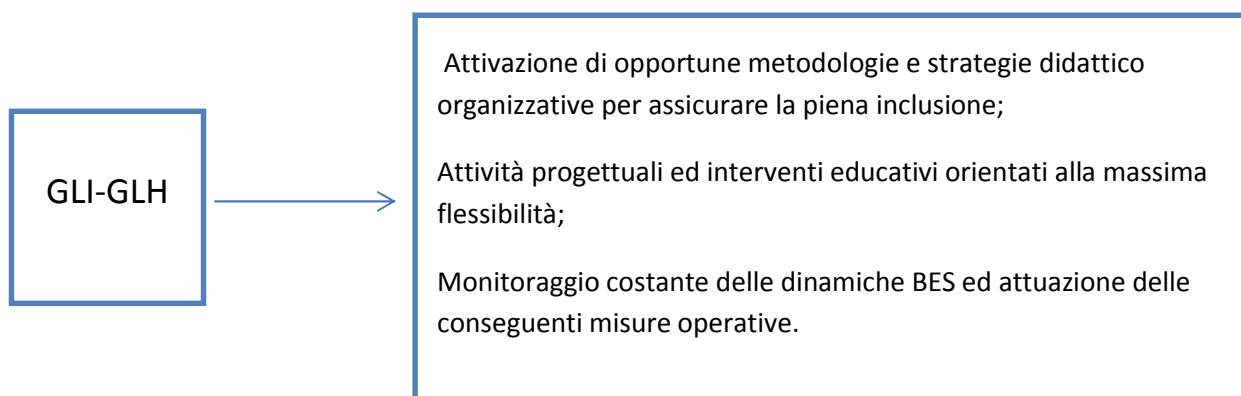 GLI-GLH
Attivazione di opportune metodologie e strategie didattico
organizzative per assicurare la piena inclusione;
Attività progettuali ed interventi educativi orientati alla massima
flessibilità;
Monitoraggio costante delle dinamiche BES ed attuazione delle
conseguenti misure operative.